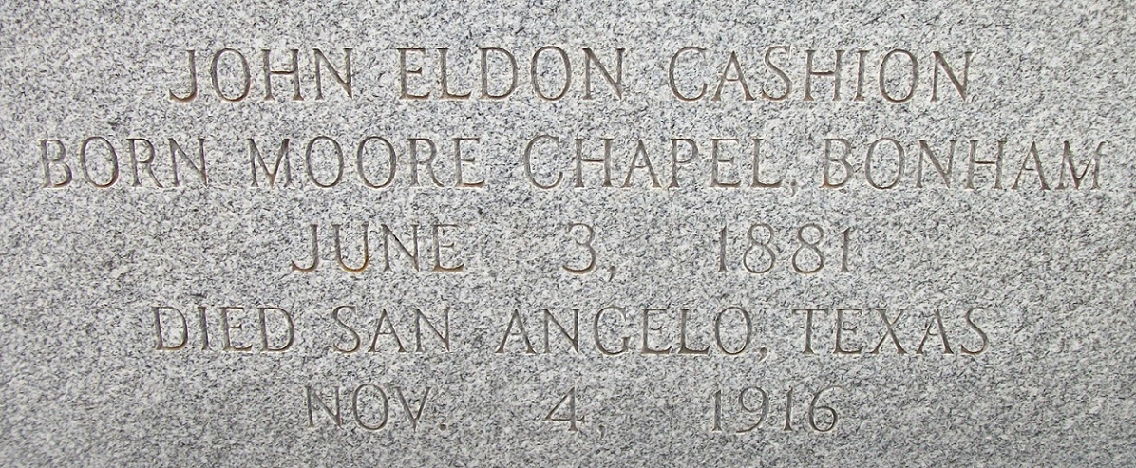 JOHN ELDON CASHION
BORN MOORE CHAPEL, BONHAM
JUNE 3, 1881
DIED SAN ANGELO, TEXAS
NOV. 4, 1916